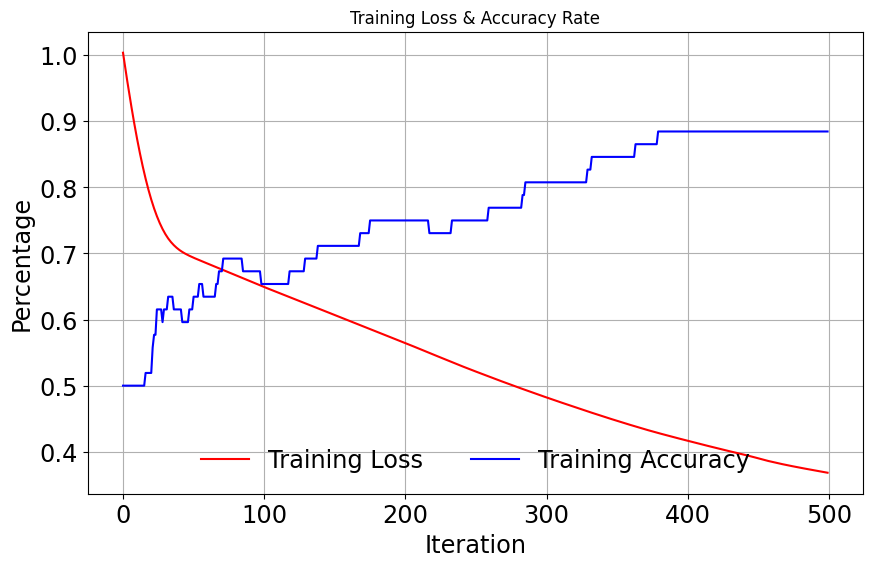 Training Loss & Accuracy Rate
1.0
0.9
0.8
0.7
0.6
0.5
0.4
Percentage
Training Loss
Training Accuracy
0 100 200 300 400 500
Iteration